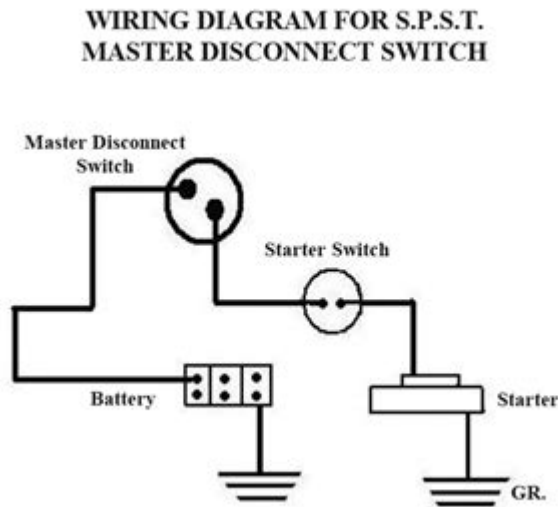 WIRING DIAGRAM FOR S.P.S.T.
MASTER DISCONNECT SWITCH
Master Disconnect
Switch
Starter Switch
Battery
Starter
GR.